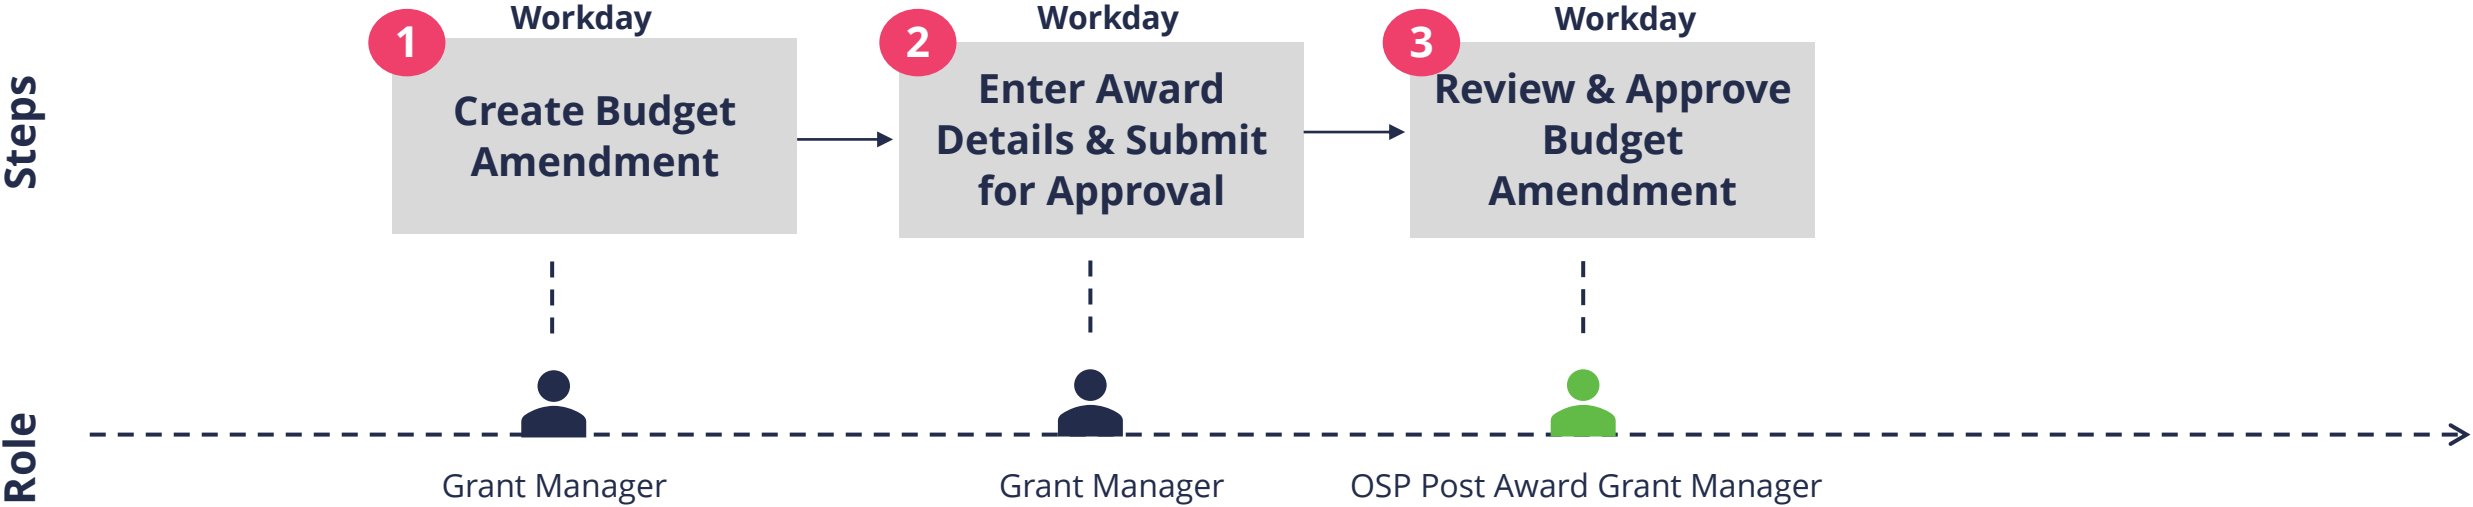 Steps
Workday
1
Create Budget
Amendment
Workday
2
Enter Award
Details & Submit
for Approval
Workday
3
Review & Approve
Budget
Amendment
Role
Grant Manager
Grant Manager
OSP Post Award Grant Manager